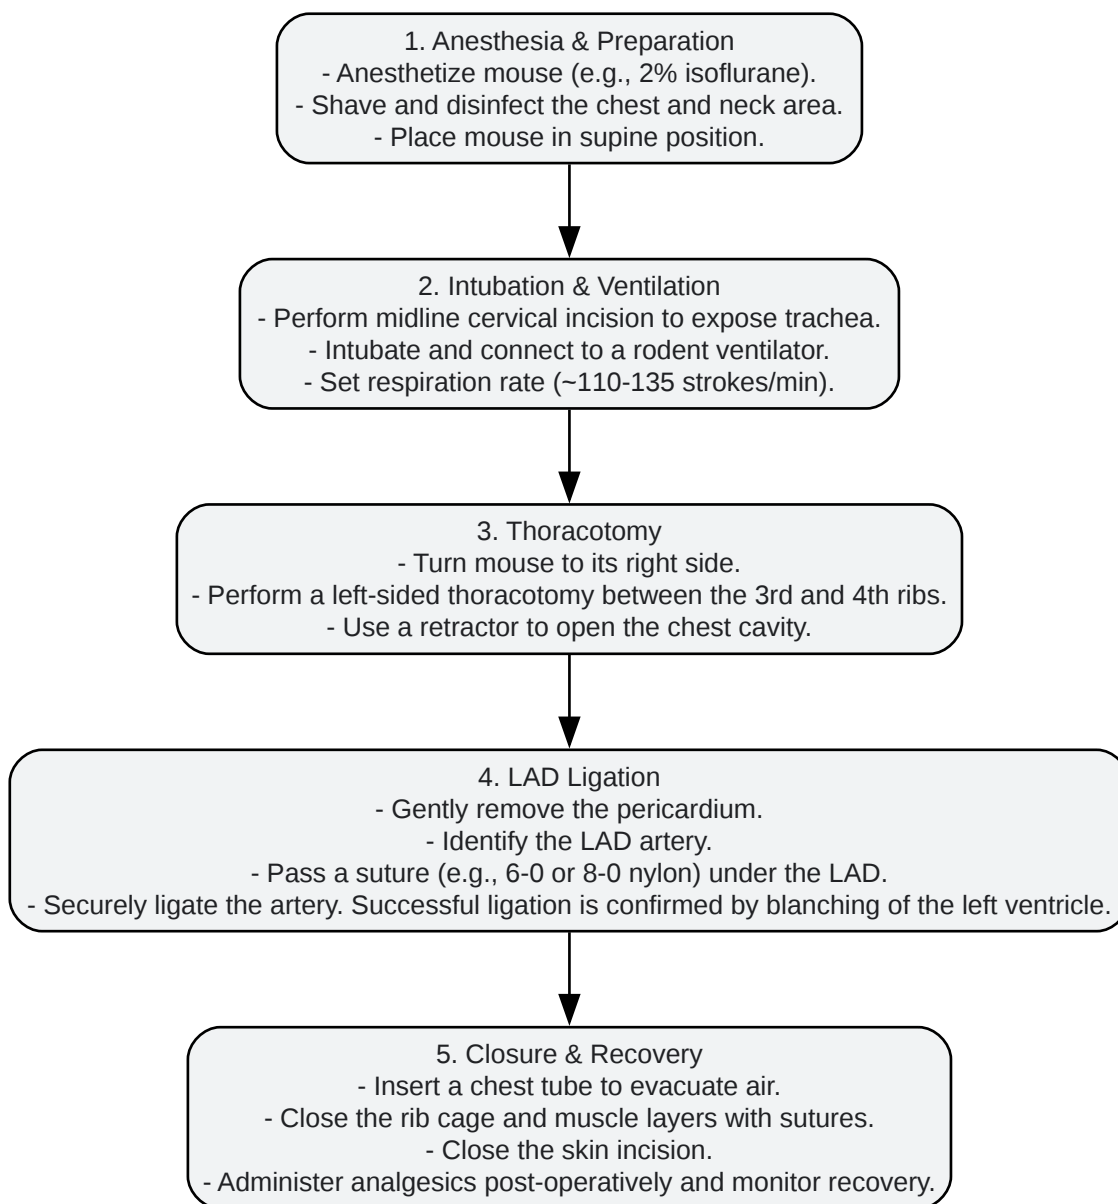 1. Anesthesia & Preparation
- Anesthetize mouse (e.g., 2% isoflurane).
- Shave and disinfect the chest and neck area.
- Place mouse in supine position.
2. Intubation & Ventilation
- Perform midline cervical incision to expose trachea.
- Intubate and connect to a rodent ventilator.
- Set respiration rate (~110-135 strokes/min).
3. Thoracotomy
- Turn mouse to its right side.
- Perform a left-sided thoracotomy between the 3rd and 4th ribs.
- Use a retractor to open the chest cavity.
4. LAD Ligation
- Gently remove the pericardium.
- Identify the LAD artery.
- Pass a suture (e.g., 6-0 or 8-0 nylon) under the LAD.
- Securely ligate the artery. Successful ligation is confirmed by blanching of the left ventricle.
5. Closure & Recovery
- Insert a chest tube to evacuate air.
- Close the rib cage and muscle layers with sutures.
- Close the skin incision.
- Administer analgesics post-operatively and monitor recovery.